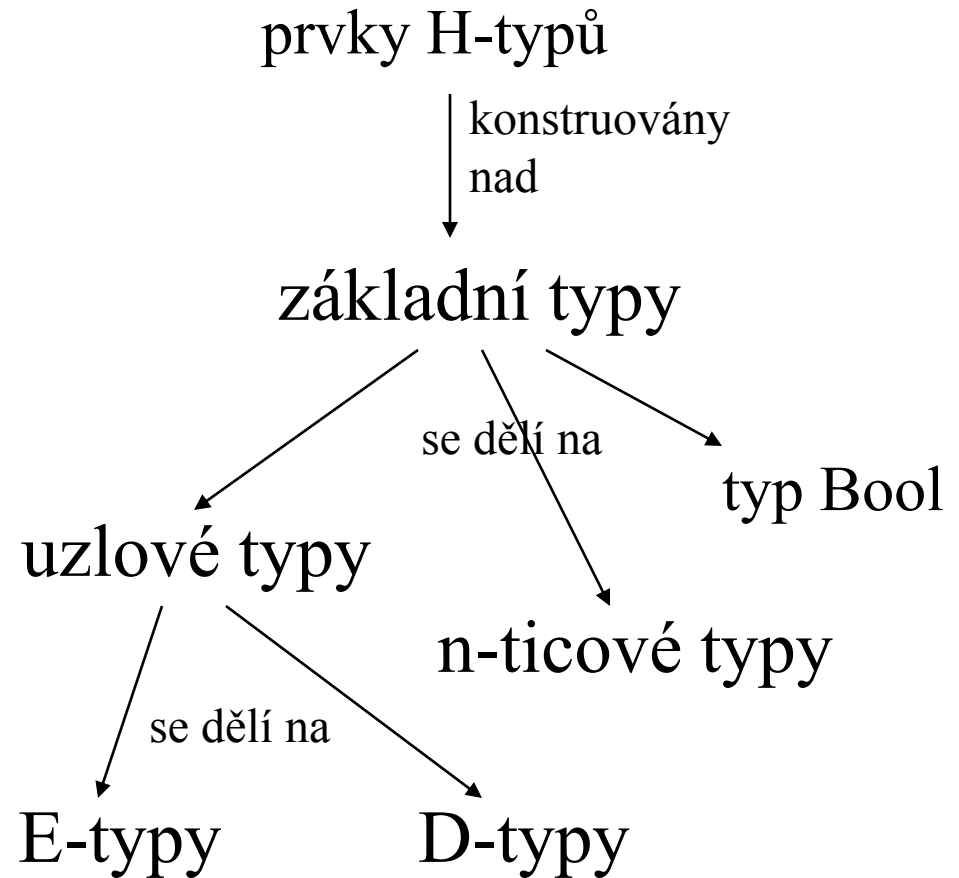 prvky H-typů
konstruovány
nad
základní typy
se dělí na
typ Bool
uzlové typy
n-ticové typy
se dělí na
E-typy
D-typy